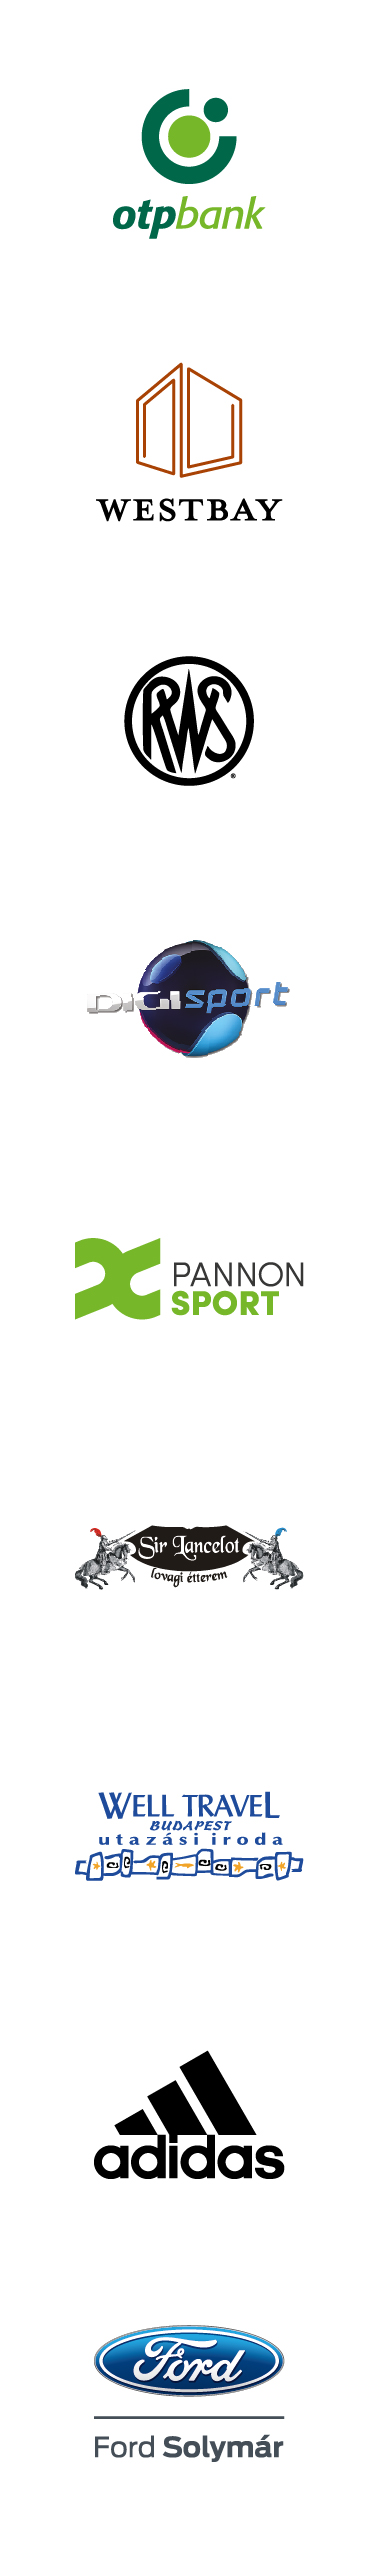 otpbank
WESTBAY
RWS
®
DIGI sport
PANNON
SPORT
Sir Lancelot
lovagi étterem
WELL TRAVEL
BUDAPEST
utazási iroda
adidas
Ford
Ford Solymár